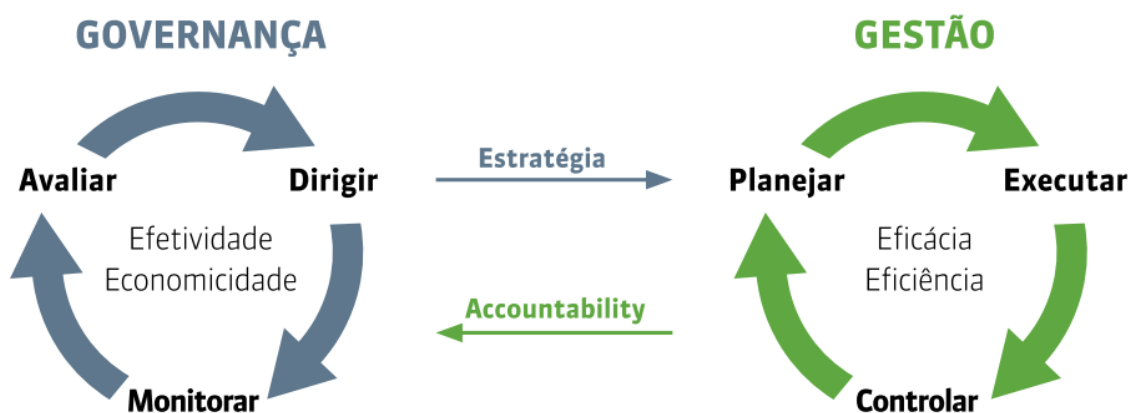 GOVERNANÇA
Avaliar
Dirigir
Efetividade
Economicidade
Monitorar
Estratégia
Accountability
GESTÃO
Planejar
Executar
Eficácia
Eficiência
Controlar